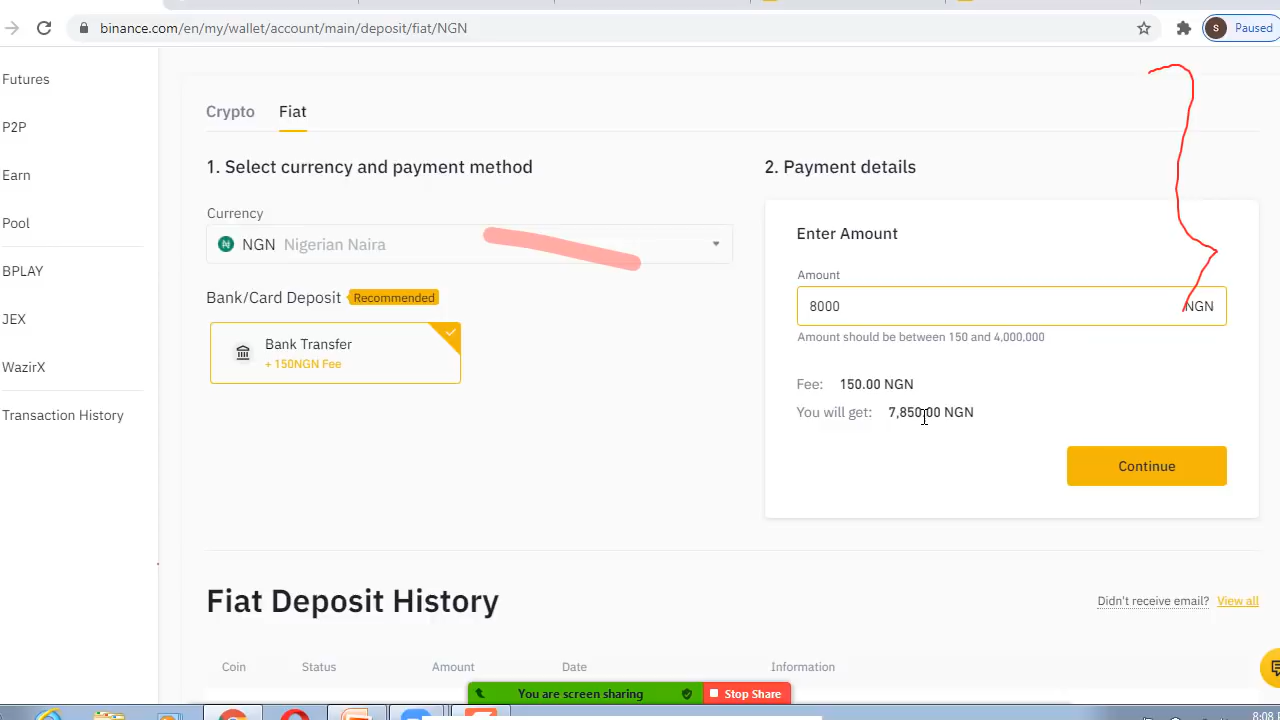 binance.com/en/my/wallet/account/main/deposit/fiat/NGN
S
Paused
Futures
P2P
Earn
Pool
BPLAY
JEX
WazirX
Transaction History
Crypto
Fiat
1. Select currency and payment method
Currency
NGN Nigerian Naira
Bank/Card Deposit Recommended
Bank Transfer
+ 150NGN Fee
2. Payment details
Enter Amount
Amount
8000 NGN
Amount should be between 150 and 4,000,000
Fee: 150.00 NGN
You will get: 7,850.00 NGN
Continue
Fiat Deposit History
Didn't receive email? View all
Coin Status Amount Date Information
You are screen sharing
Stop Share